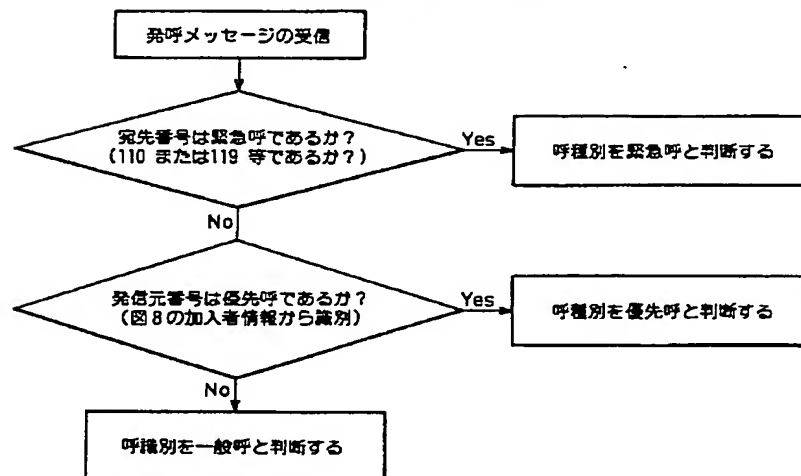 発呼メッセージの受信
宛先番号は緊急呼であるか?
(110 または119 等であるか?)
Yes
呼種別を緊急呼と判断する
No
発信元番号は優先呼であるか?
(図8の加入者情報から識別)
Yes
呼種別を優先呼と判断する
No
呼識別を一般呼と判断する